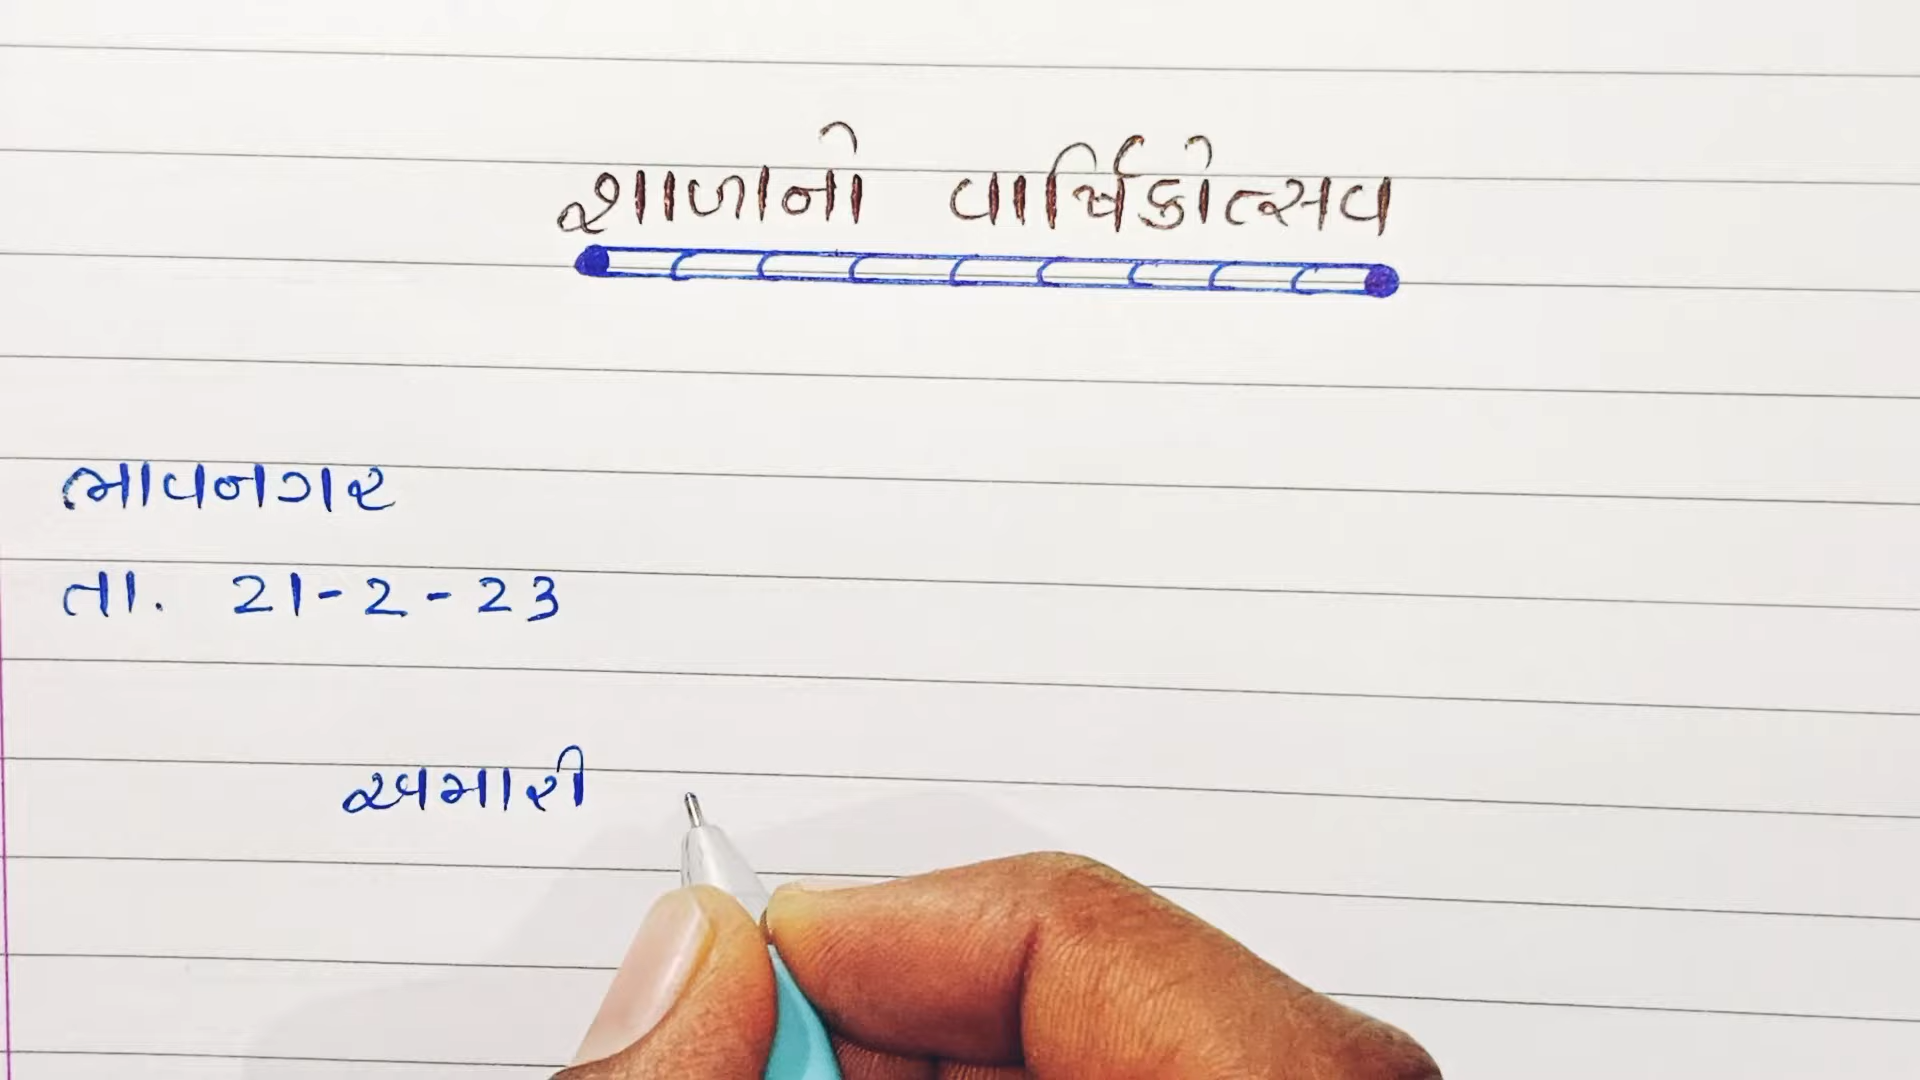 શાળાનો વાર્ષિકોત્સવ
ભાવનગર
તા. 21-2-23
અમારી